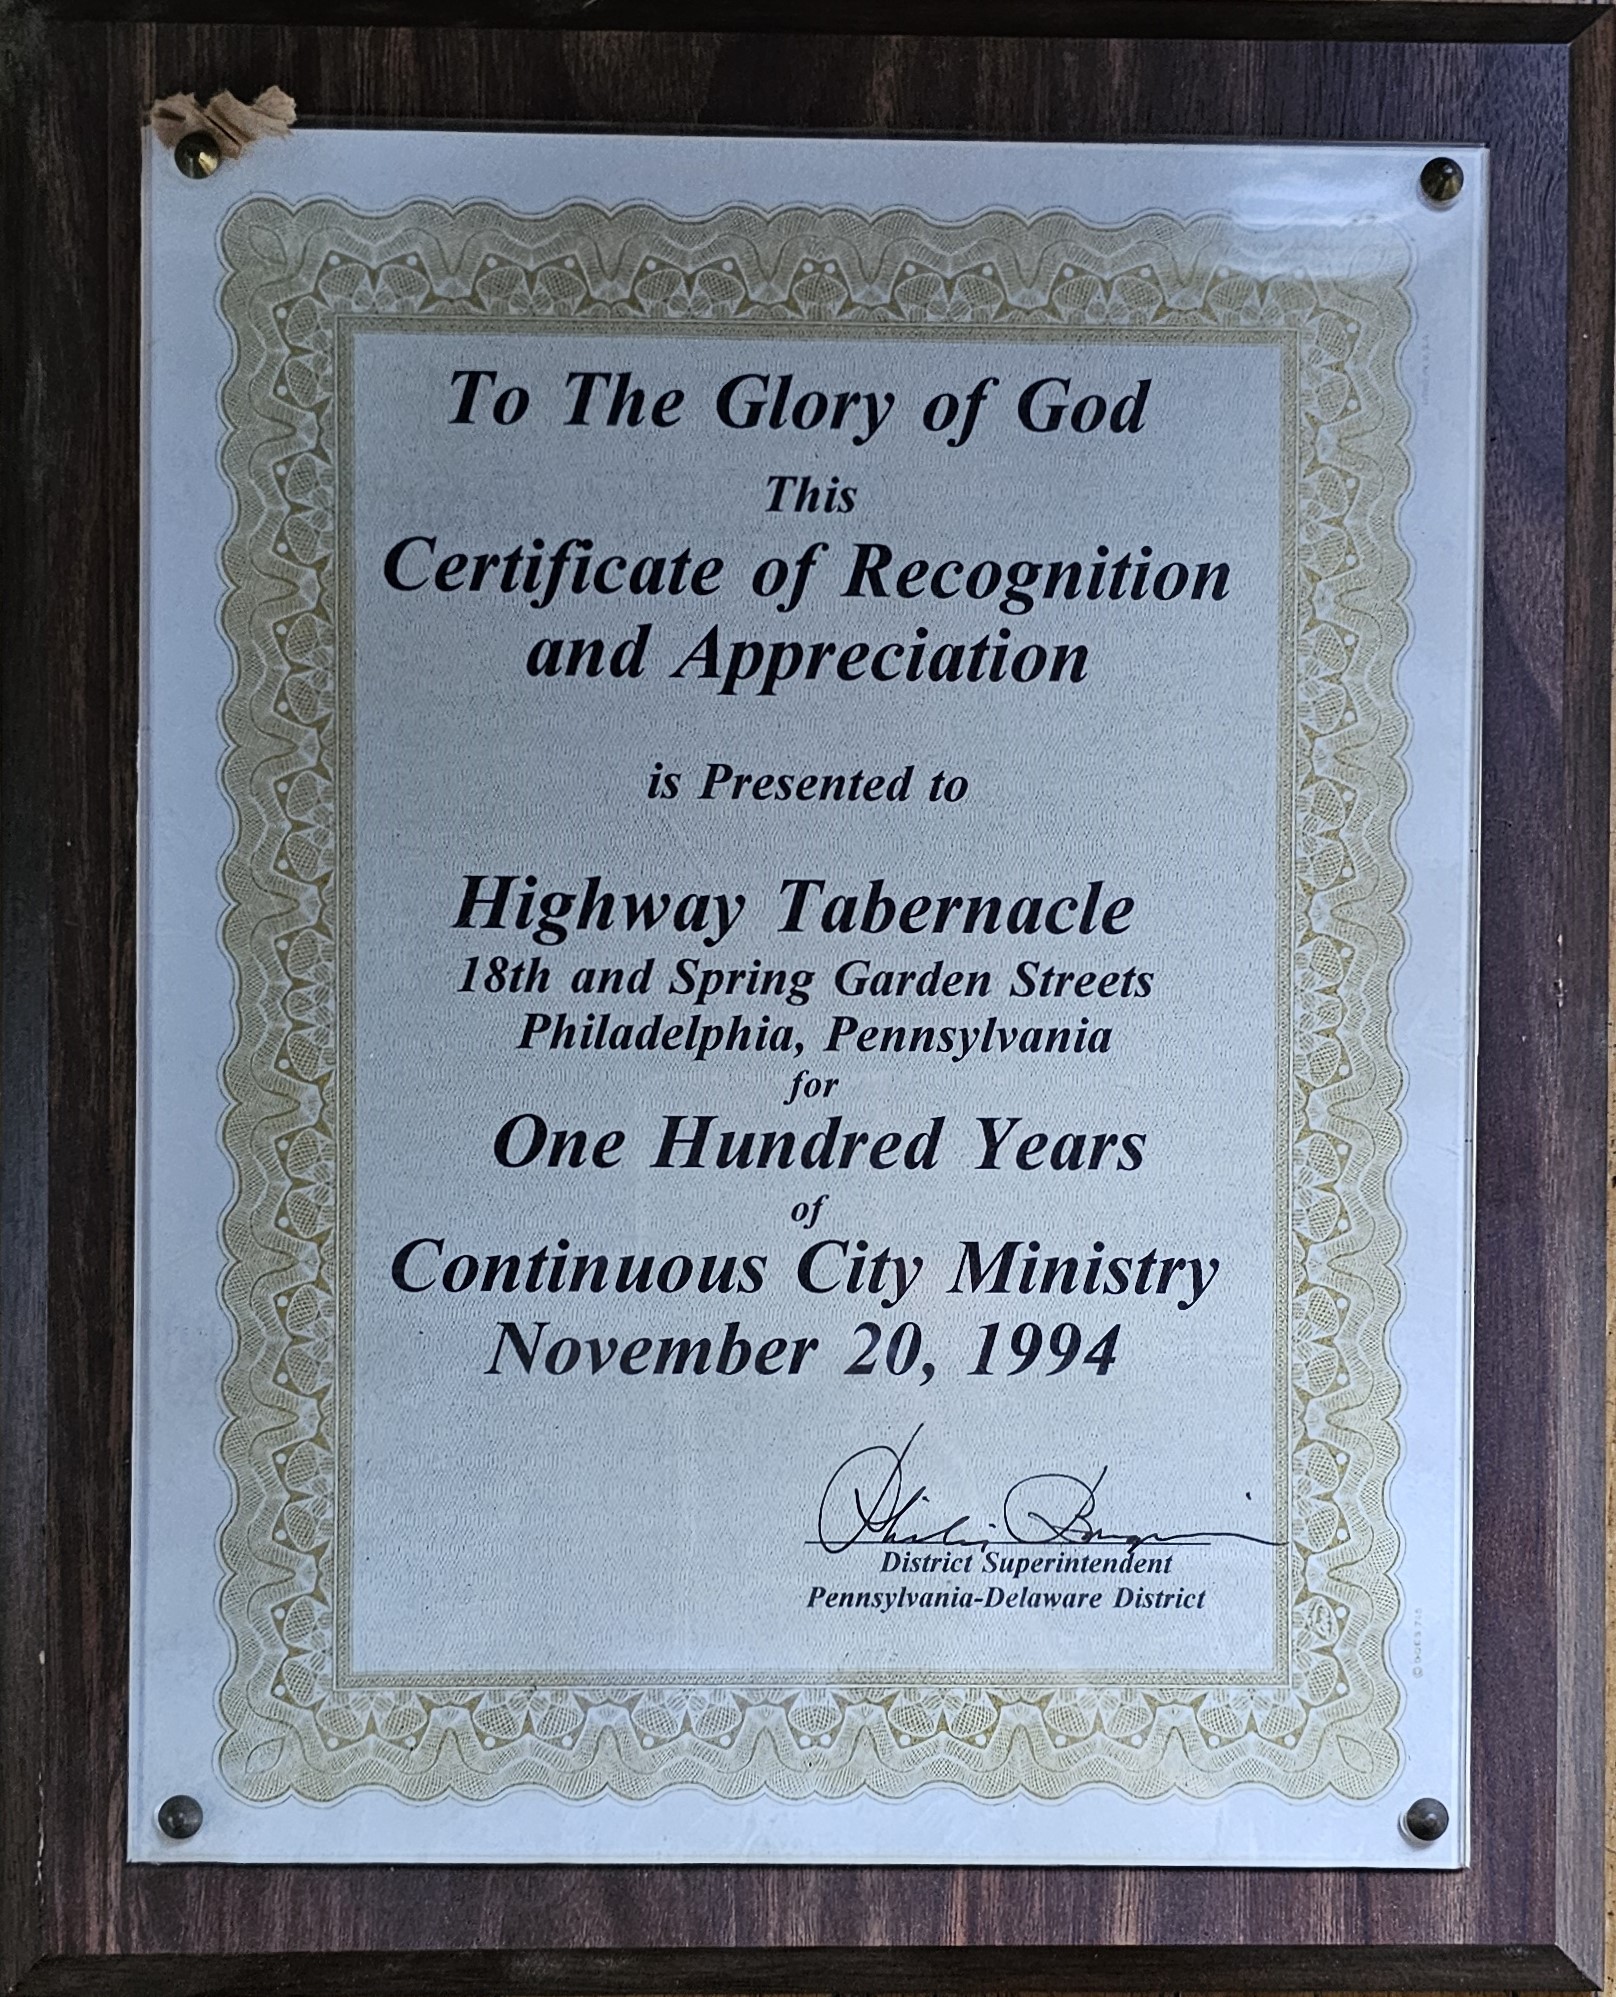 To The Glory of God
This
Certificate of Recognition
and Appreciation
is Presented to
Highway Tabernacle
18th and Spring Garden Streets
Philadelphia, Pennsylvania
for
One Hundred Years
of
Continuous City Ministry
November 20, 1994
District Superintendent
Pennsylvania-Delaware District